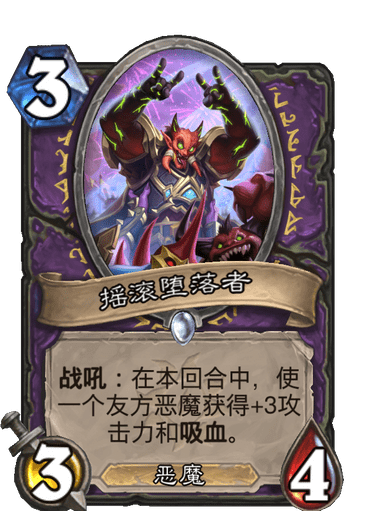 3
摇滚堕落者
战吼：在本回合中，使
一个友方恶魔获得+3攻
击力和吸血。
3
恶魔
4